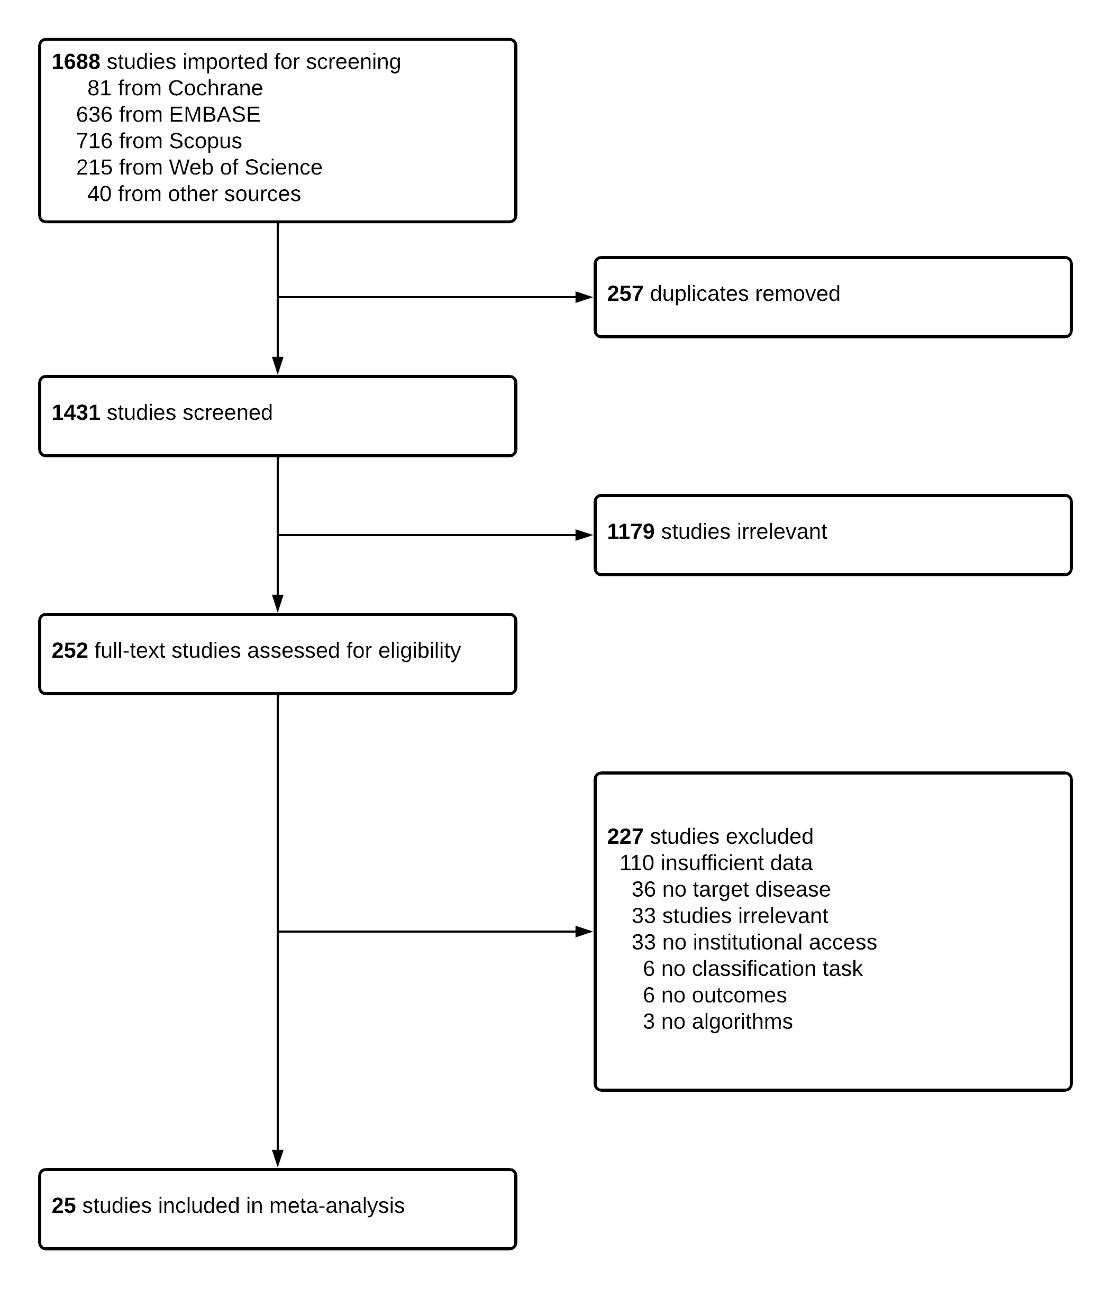 1688 studies imported for screening
81 from Cochrane
636 from EMBASE
716 from Scopus
215 from Web of Science
40 from other sources
257 duplicates removed
1431 studies screened
1179 studies irrelevant
252 full-text studies assessed for eligibility
227 studies excluded
110 insufficient data
36 no target disease
33 studies irrelevant
33 no institutional access
6 no classification task
6 no outcomes
3 no algorithms
25 studies included in meta-analysis